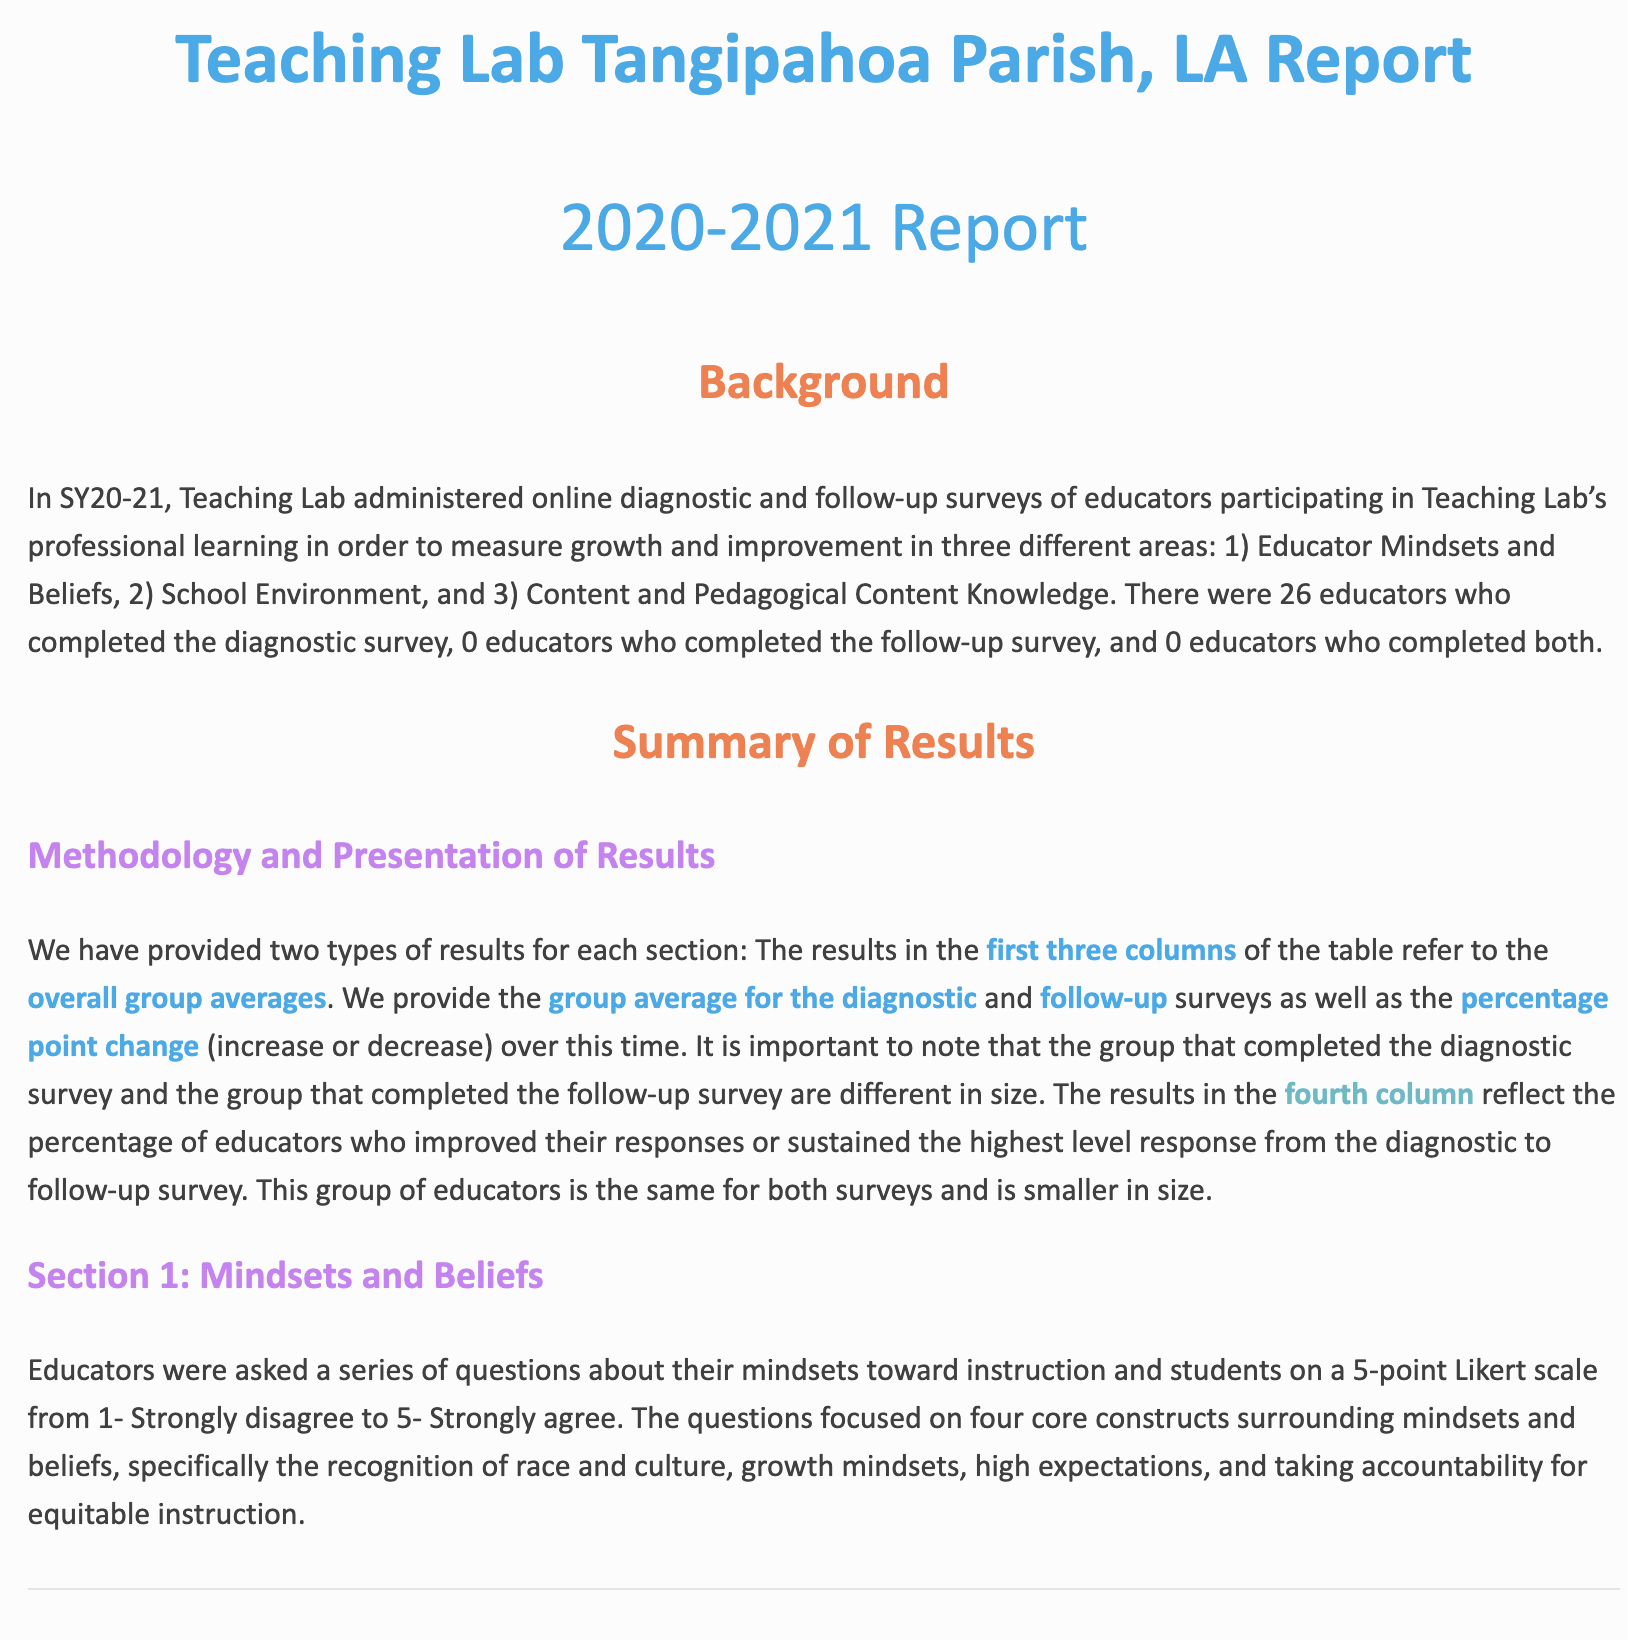 Teaching Lab Tangipahoa Parish, LA Report
2020-2021 Report
Background
In SY20-21, Teaching Lab administered online diagnostic and follow-up surveys of educators participating in Teaching Lab’s
professional learning in order to measure growth and improvement in three different areas: 1) Educator Mindsets and
Beliefs, 2) School Environment, and 3) Content and Pedagogical Content Knowledge. There were 26 educators who
completed the diagnostic survey, 0 educators who completed the follow-up survey, and 0 educators who completed both.
Summary of Results
Methodology and Presentation of Results
We have provided two types of results for each section: The results in the first three columns of the table refer to the
overall group averages. We provide the group average for the diagnostic and follow-up surveys as well as the percentage
point change (increase or decrease) over this time. It is important to note that the group that completed the diagnostic
survey and the group that completed the follow-up survey are different in size. The results in the fourth column reflect the
percentage of educators who improved their responses or sustained the highest level response from the diagnostic to
follow-up survey. This group of educators is the same for both surveys and is smaller in size.
Section 1: Mindsets and Beliefs
Educators were asked a series of questions about their mindsets toward instruction and students on a 5-point Likert scale
from 1- Strongly disagree to 5- Strongly agree. The questions focused on four core constructs surrounding mindsets and
beliefs, specifically the recognition of race and culture, growth mindsets, high expectations, and taking accountability for
equitable instruction.